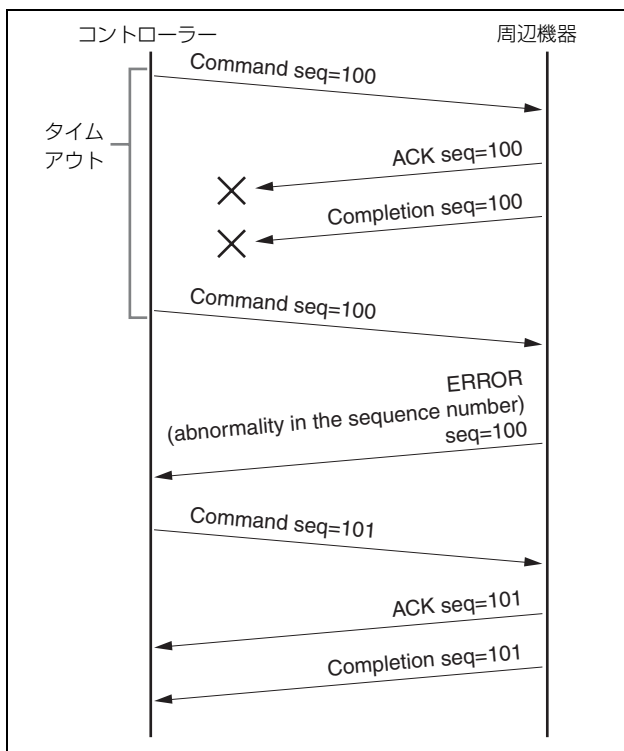 コントローラー
周辺機器
Command seq=100
タイム
アウト
ACK seq=100
Completion seq=100
Command seq=100
ERROR
(abnormality in the sequence number)
seq=100
Command seq=101
ACK seq=101
Completion seq=101